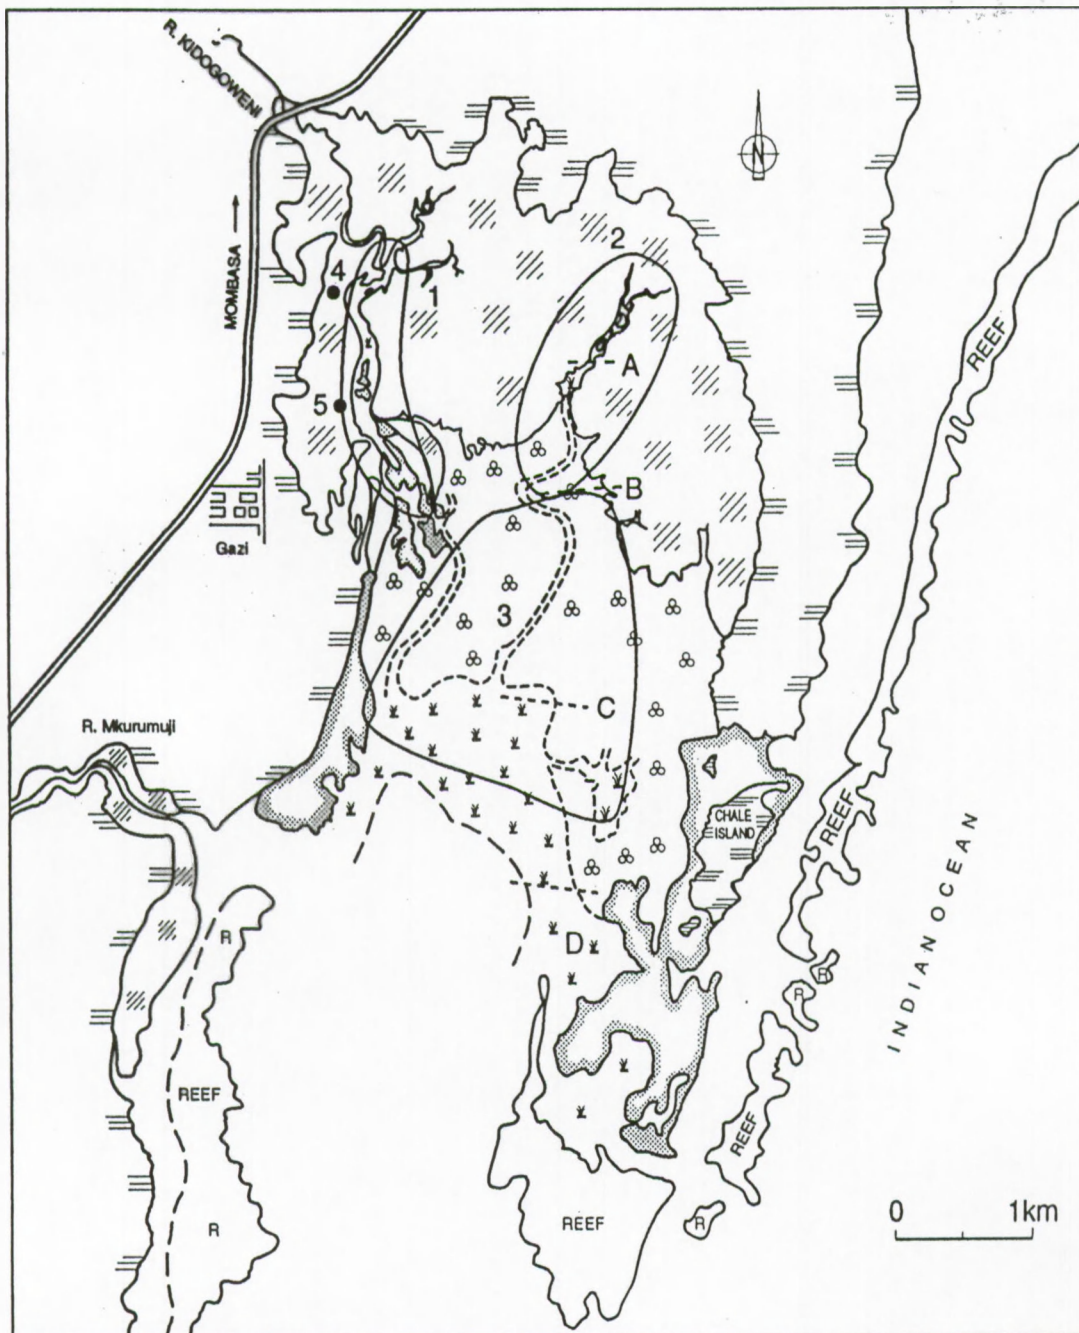 R. KIDOGOWENI
N
MOMBASA
2
4
1
A
5
B
Gazi
3
C
R. Mkurumuji
REEF
REEF
CHALE
ISLAND
R
D
R
R
INDIAN OCEAN
REEF
REEF
REEF
R
R
0 1km